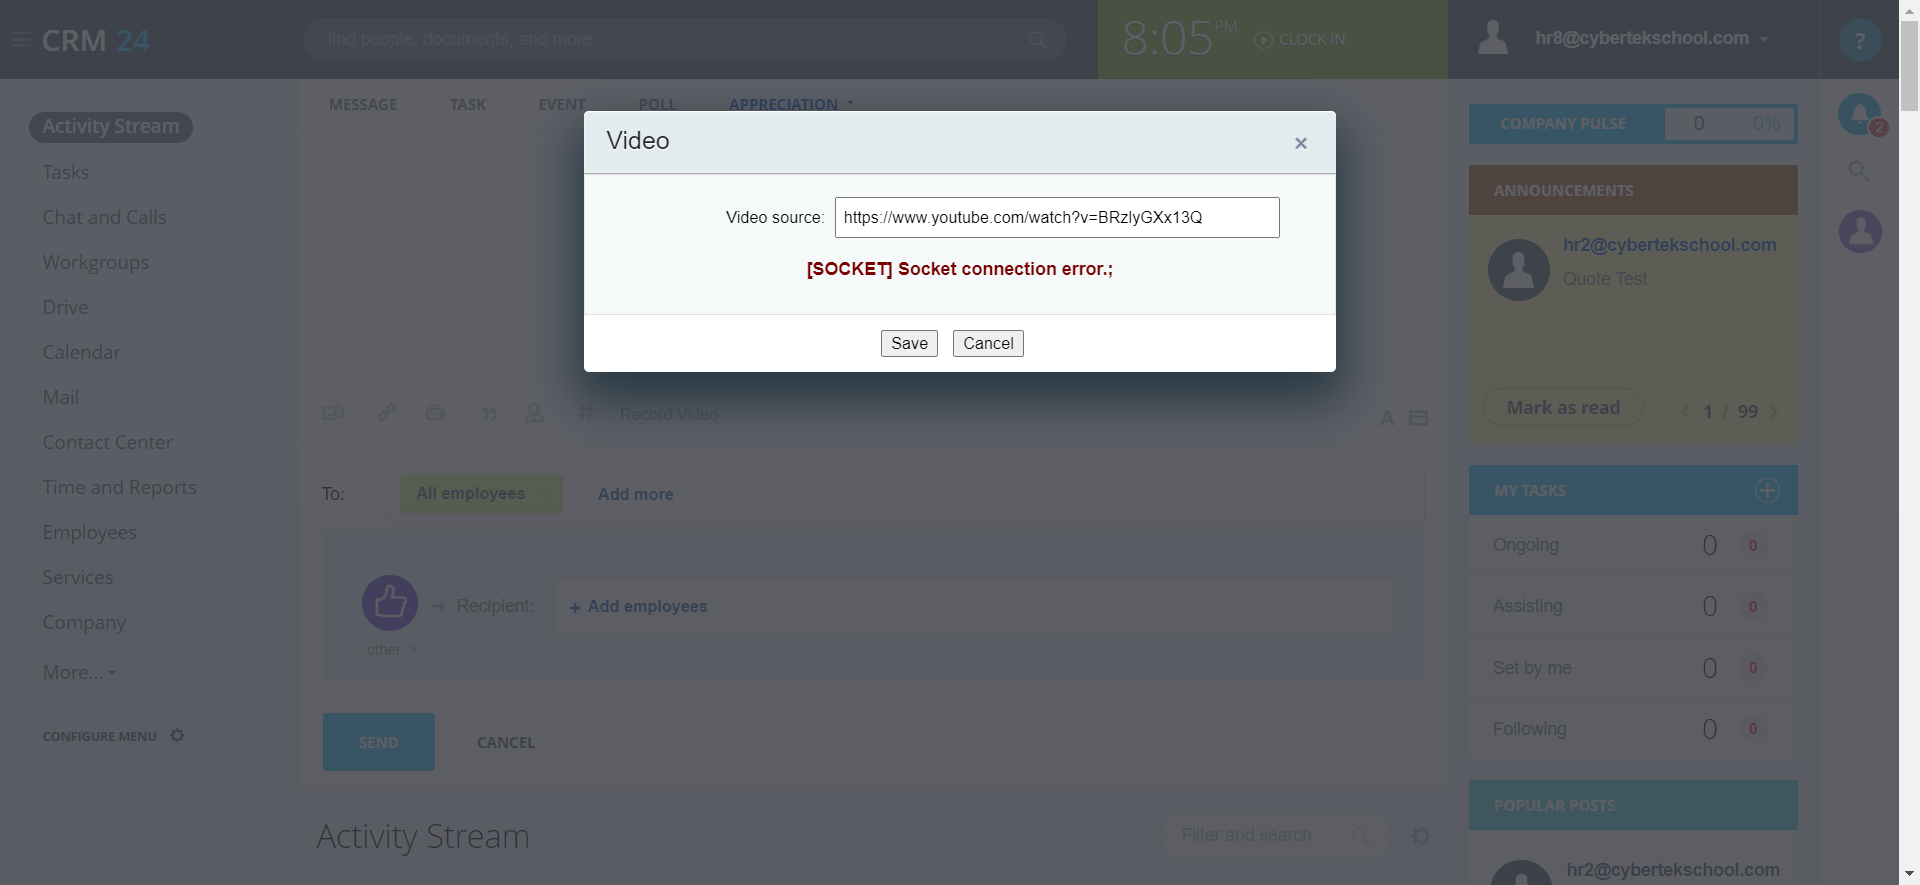 CRM 24
find people, documents, and more
8:05 PM
CLOCK IN
hr8@cybertekschool.com
?
Activity Stream
Tasks
Chat and Calls
Workgroups
Drive
Calendar
Mail
Contact Center
Time and Reports
Employees
Services
Company
More...
CONFIGURE MENU
MESSAGE
TASK
EVENT
POLL
APPRECIATION
Video
×
Video source:
https://www.youtube.com/watch?v=BRzlyGXx13Q
[SOCKET] Socket connection error.;
Save
Cancel
#
Record Video
A
To:
All employees
Add more
Recipient:
+ Add employees
other
SEND
CANCEL
Activity Stream
Filter and search
COMPANY PULSE
0
0%
2
ANNOUNCEMENTS
hr2@cybertekschool.com
Quote Test
Mark as read
1 / 99
MY TASKS
Ongoing 0 0
Assisting 0 0
Set by me 0 0
Following 0 0
POPULAR POSTS
hr2@cybertekschool.com